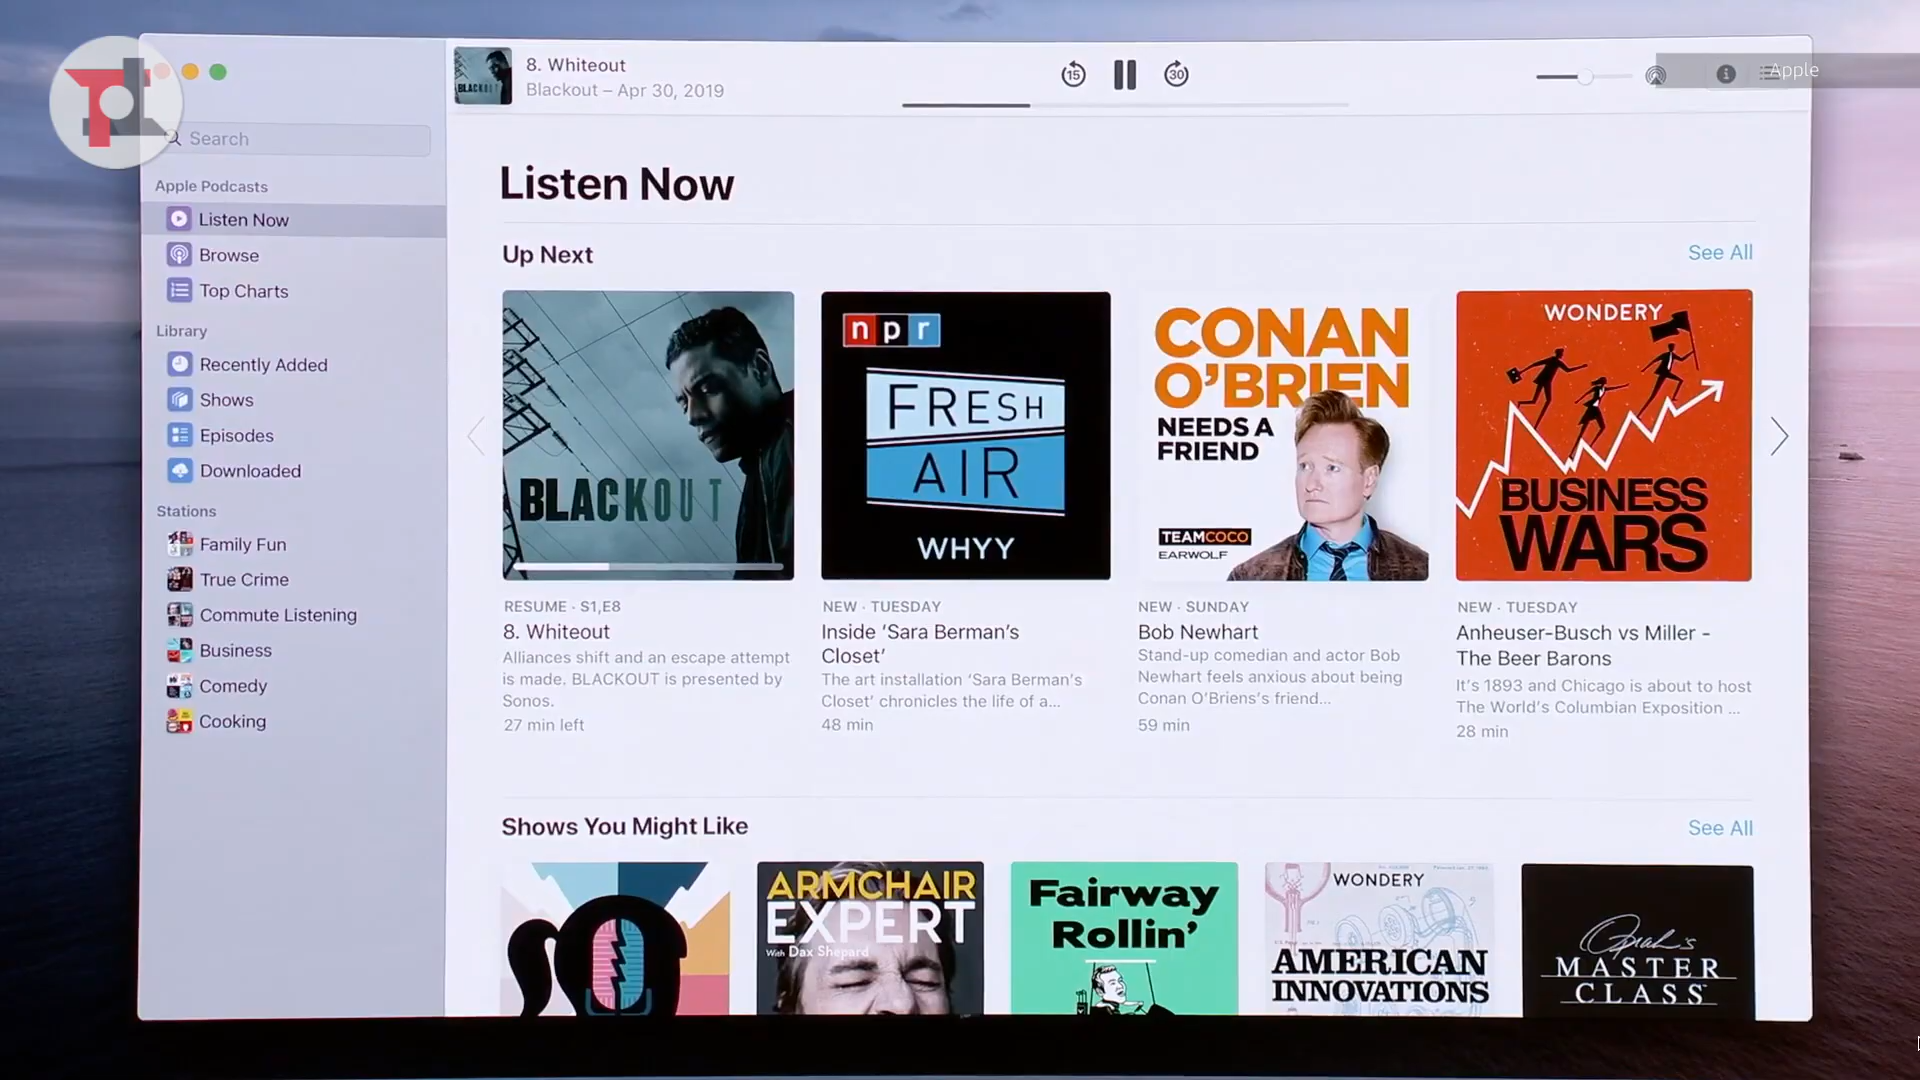 8. Whiteout
Blackout – Apr 30, 2019
15
30
Apple
Search
Apple Podcasts
Listen Now
Browse
Top Charts
Library
Recently Added
Shows
Episodes
Downloaded
Stations
Family Fun
True Crime
Commute Listening
Business
Comedy
Cooking
Listen Now
Up Next
See All
BLACKOUT
RESUME · S1,E8
8. Whiteout
Alliances shift and an escape attempt
is made. BLACKOUT is presented by
Sonos.
27 min left
npr
FRESH
AIR
WHYY
NEW · TUESDAY
Inside ‘Sara Berman’s
Closet’
The art installation ‘Sara Berman’s
Closet’ chronicles the life of a...
48 min
CONAN
O’BRIEN
NEEDS A
FRIEND
TEAMCOCO
EARWOLF
NEW · SUNDAY
Bob Newhart
Stand-up comedian and actor Bob
Newhart feels anxious about being
Conan O’Briens’s friend...
59 min
WONDERY
BUSINESS
WARS
NEW · TUESDAY
Anheuser-Busch vs Miller -
The Beer Barons
It’s 1893 and Chicago is about to host
The World’s Columbian Exposition ...
28 min
Shows You Might Like
See All
ARMCHAIR
EXPERT
With Dax Shepard
Fairway
Rollin’
WONDERY
AMERICAN
INNOVATIONS
Oprah’s
MASTER
CLASS